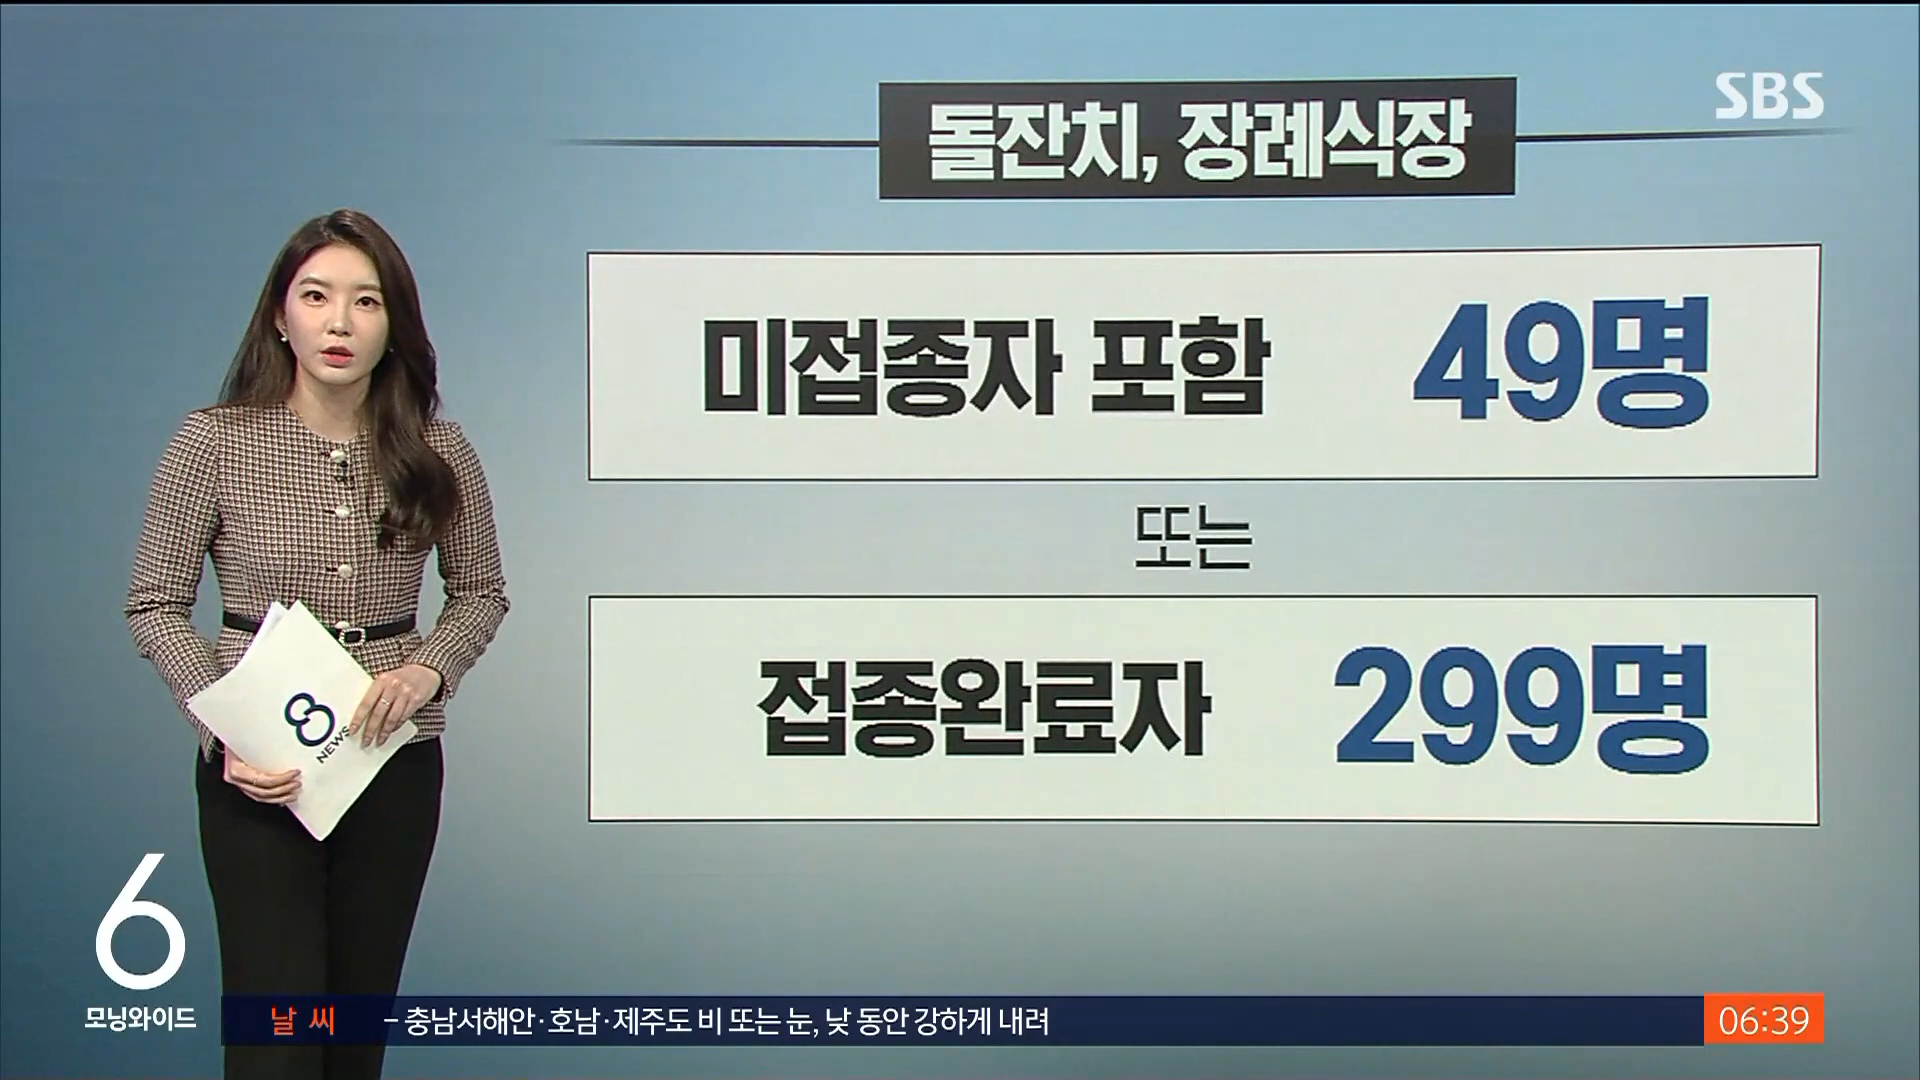 SBS
돌잔치, 장례식장
미접종자 포함 49명
또는
접종완료자 299명
8 NEWS
6
모닝와이드
날씨 - 충남서해안·호남·제주도 비 또는 눈, 낮 동안 강하게 내려 06:39